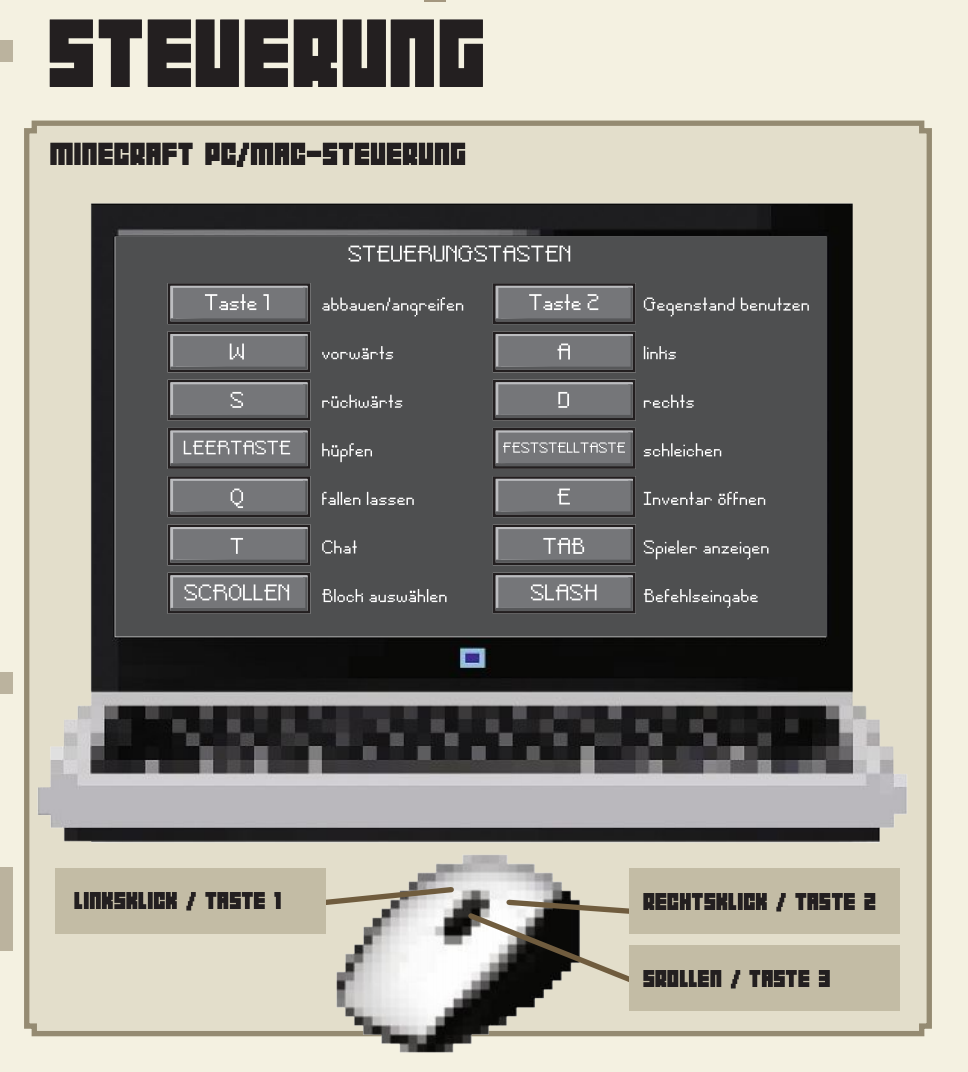 STEUERUNG
MINECRAFT PC/MAC-STEUERUNG
STEUERUNGSTASTEN
Taste 1 abbauen/angreifen Taste 2 Gegenstand benutzen
W vorwärts A links
S rückwärts D rechts
LEERTASTE hüpfen FESTSTELLTASTE schleichen
Q fallen lassen E Inventar öffnen
T Chat TAB Spieler anzeigen
SCROLLEN Block auswählen SLASH Befehlseingabe
LINKSKLICK / TASTE 1
RECHTSKLICK / TASTE 2
SROLLEN / TASTE 3